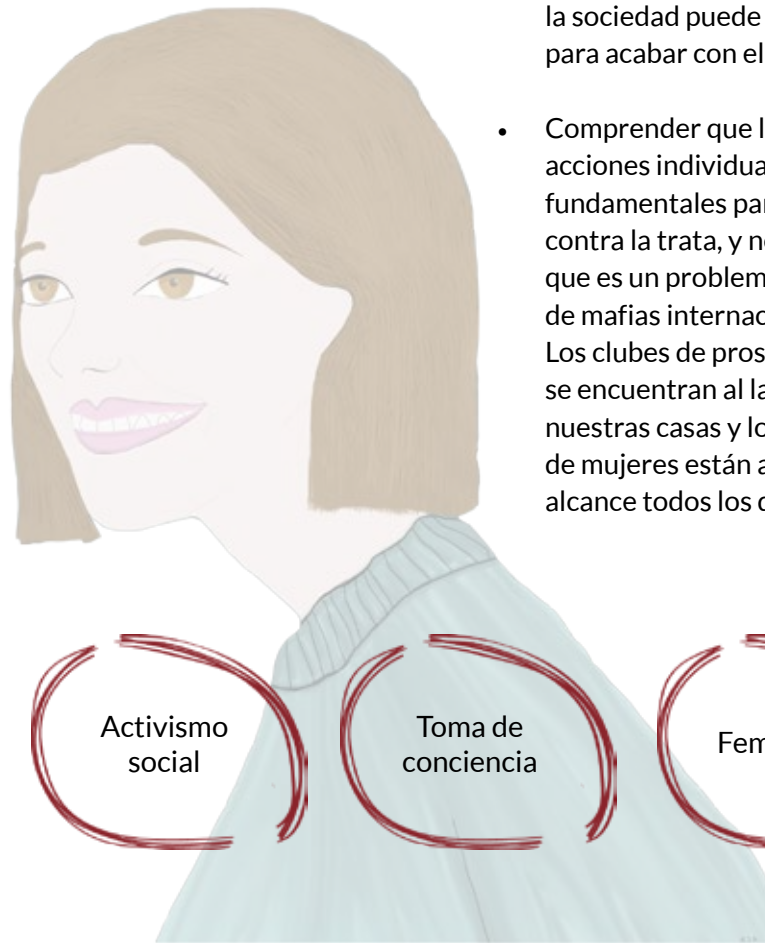 la sociedad puede
para acabar con el
• Comprender que l
acciones individua
fundamentales par
contra la trata, y no
que es un problem
de mafias internac
Los clubes de pros
se encuentran al la
nuestras casas y lo
de mujeres están a
alcance todos los d
Activismo
social
Toma de
conciencia
Fem